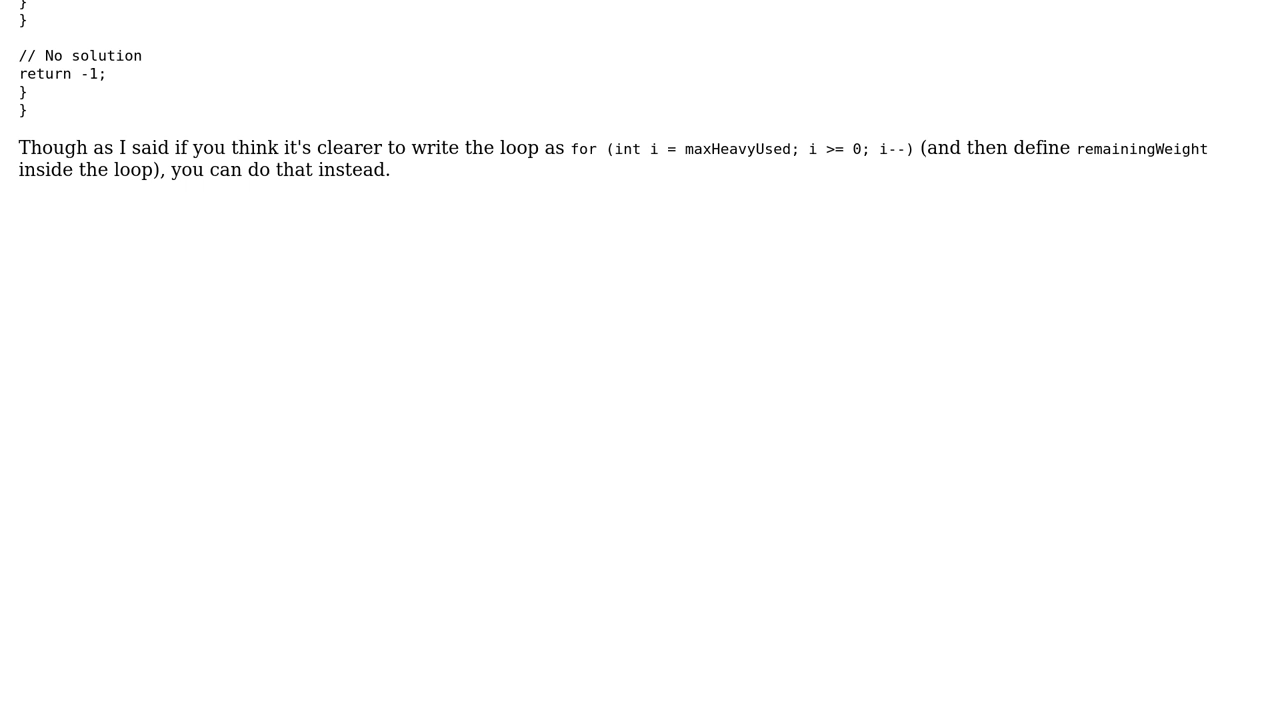 }
}
// No solution
return -1;
}
}
Though as I said if you think it's clearer to write the loop as for (int i = maxHeavyUsed; i >= 0; i--) (and then define remainingWeight
inside the loop), you can do that instead.